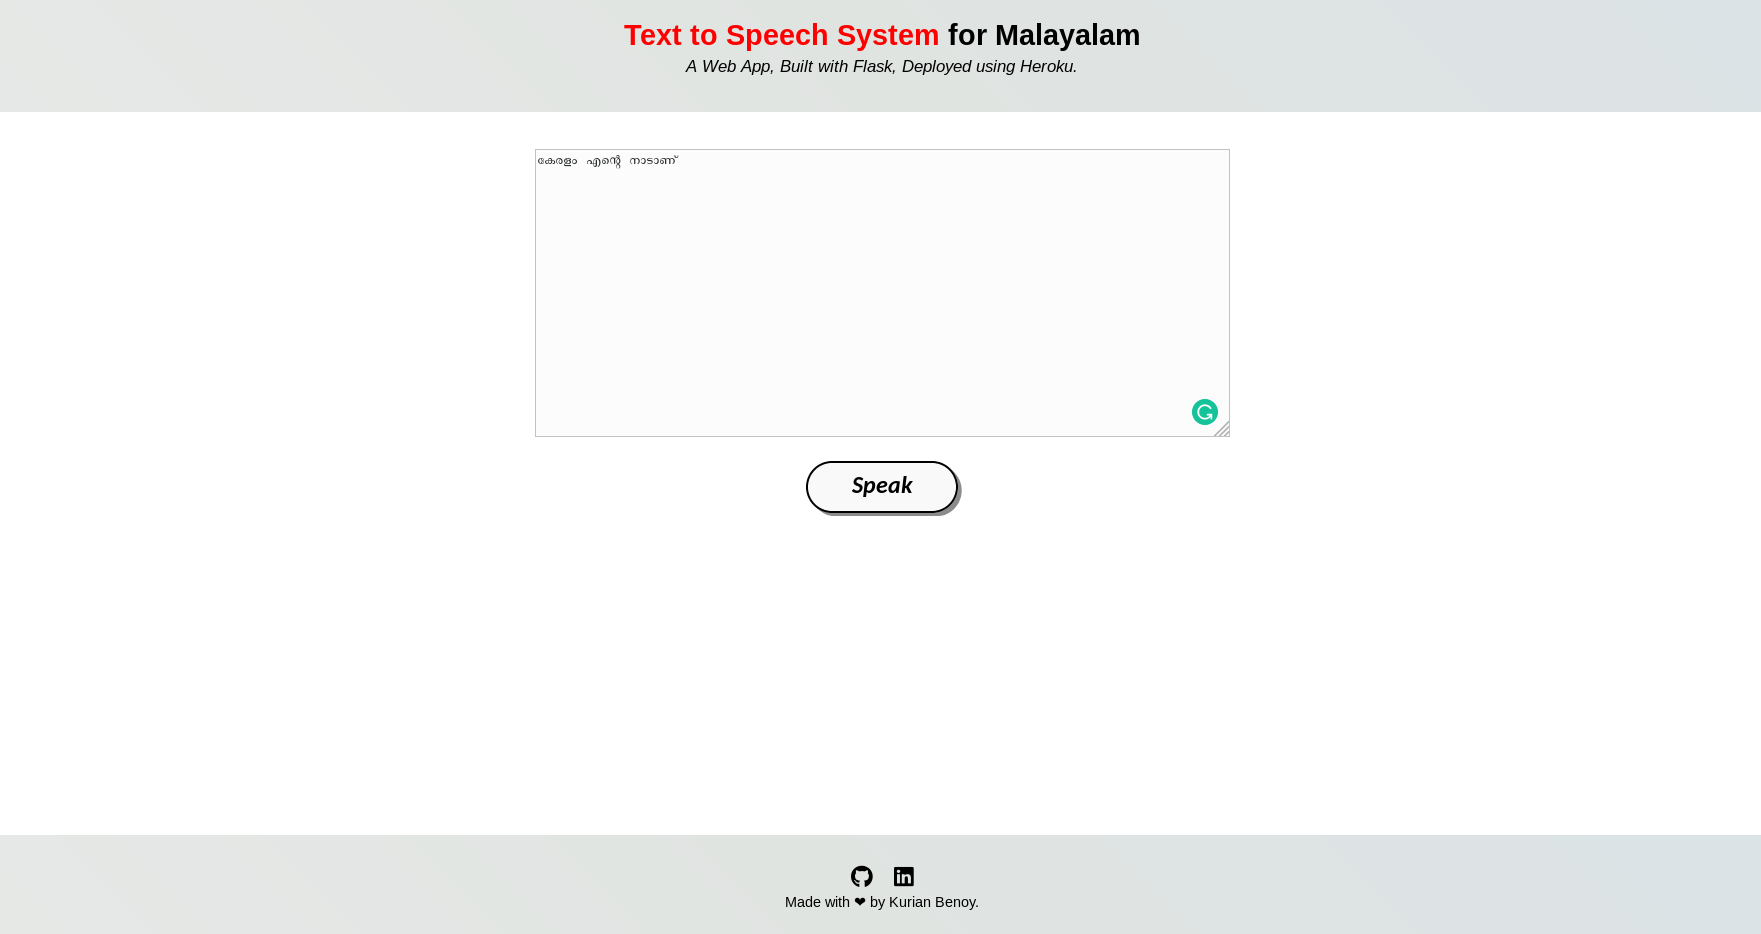 Text to Speech System for Malayalam
A Web App, Built with Flask, Deployed using Heroku.
കേരളം എന്റെ നാടാണ്
Speak
Made with ❤ by Kurian Benoy.